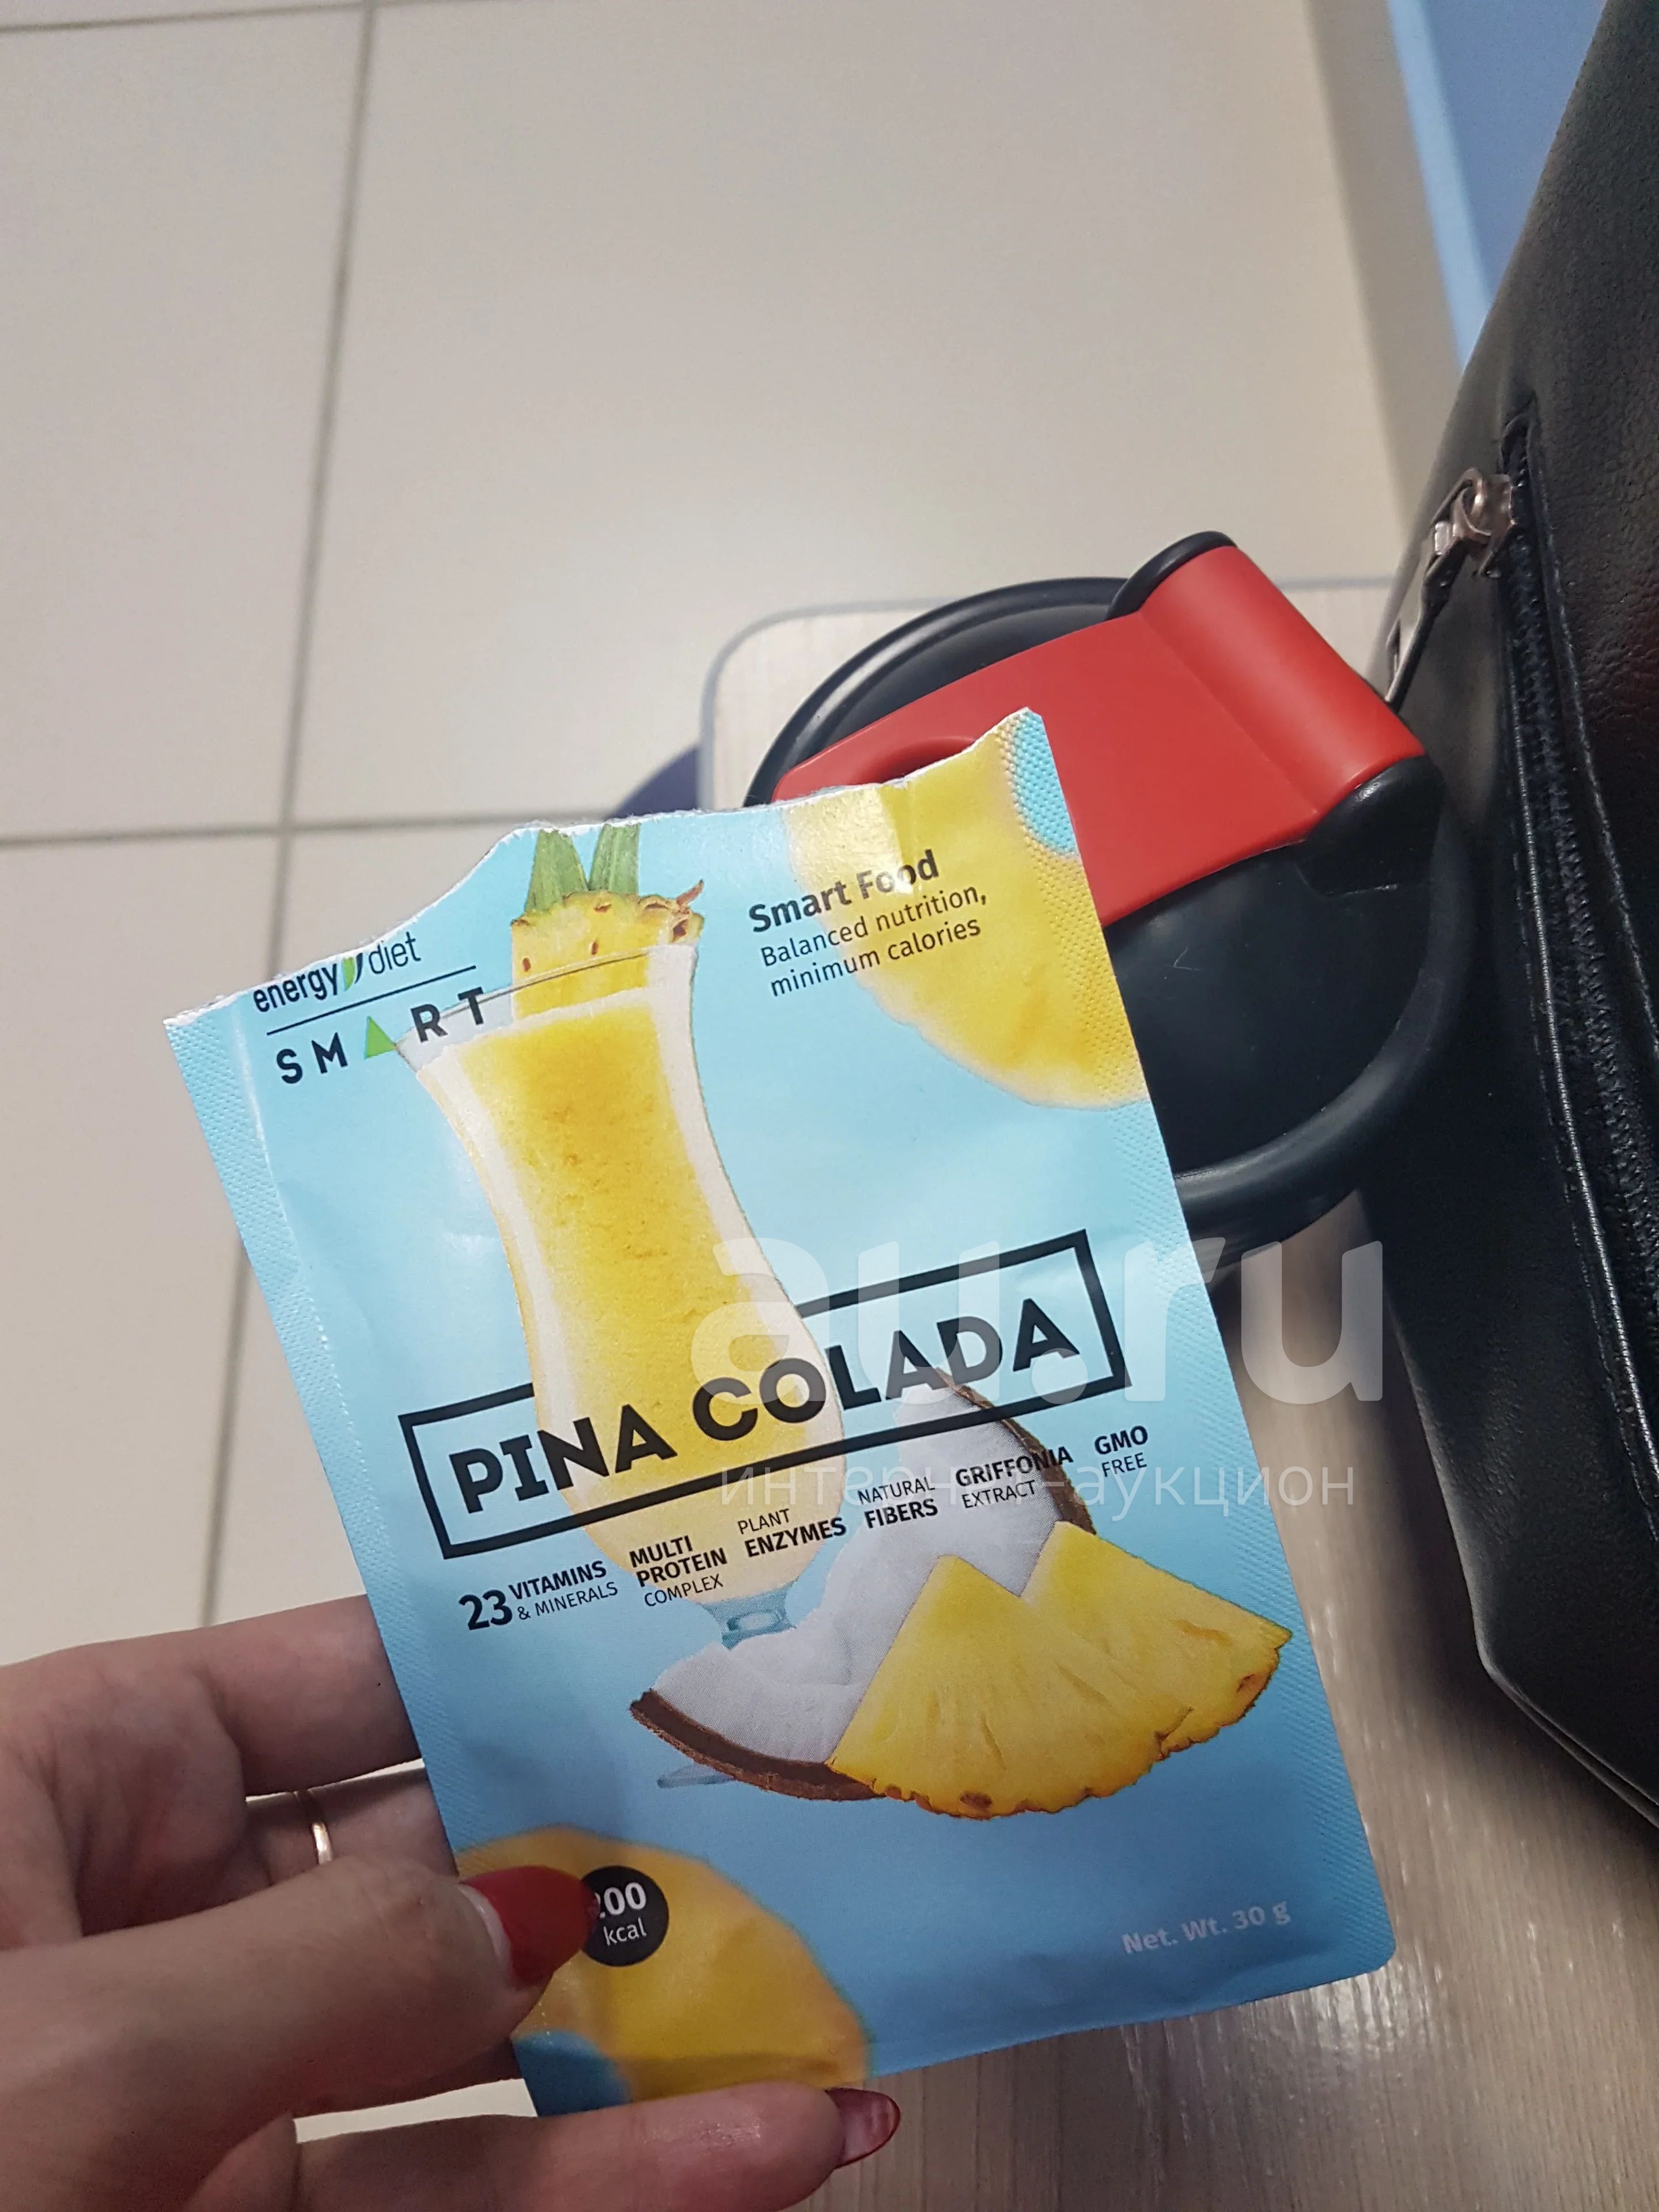 energy diet
SMART
Smart Food
Balanced nutrition,
minimum calories
PINA COLADA
23 VITAMINS
& MINERALS
MULTI
PROTEIN
COMPLEX
PLANT
ENZYMES
NATURAL
FIBERS
GRIFFONIA
EXTRACT
GMO
FREE
kcal
Net. Wt. 30 g
au.ru
интернет-аукцион